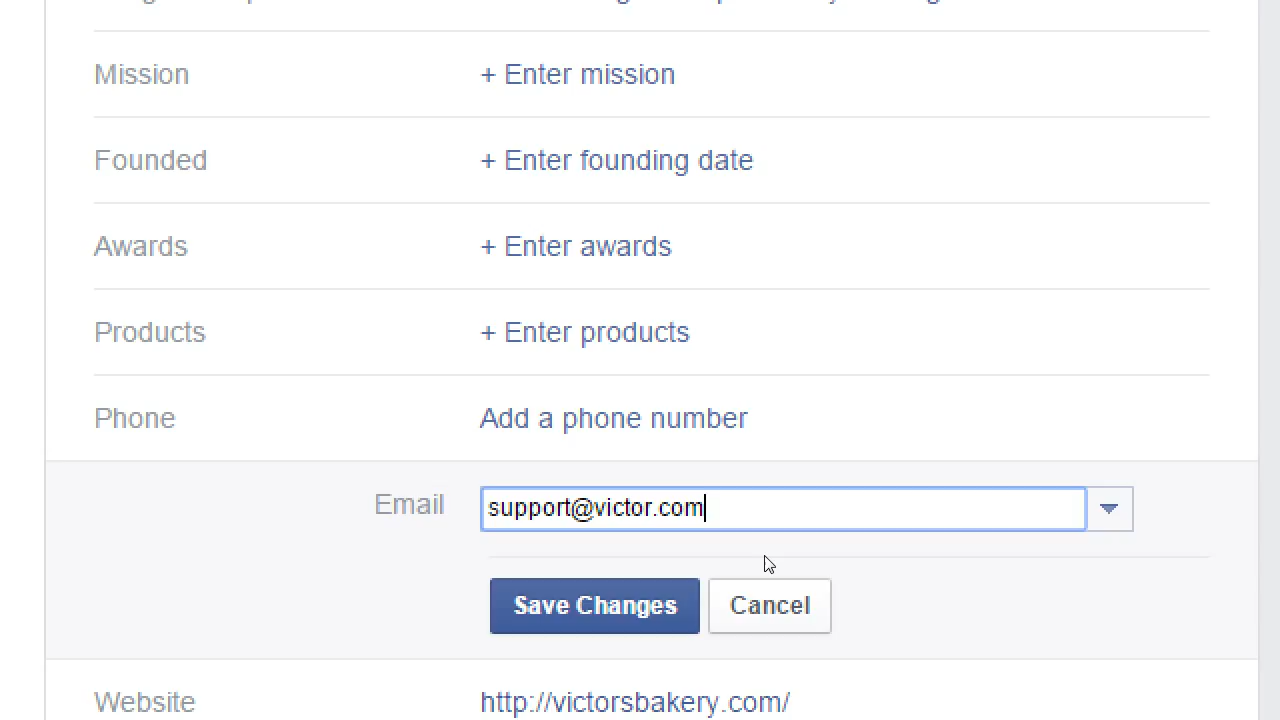 Mission + Enter mission
Founded + Enter founding date
Awards + Enter awards
Products + Enter products
Phone Add a phone number
Email support@victor.com
Save Changes Cancel
Website http://victorsbakery.com/